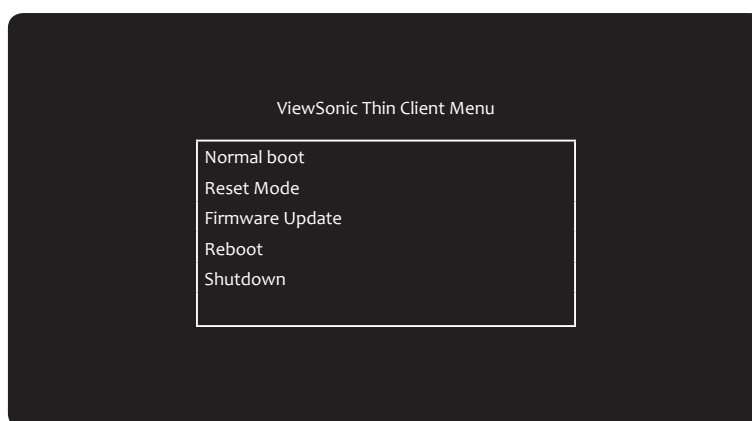 ViewSonic Thin Client Menu
Normal boot
Reset Mode
Firmware Update
Reboot
Shutdown